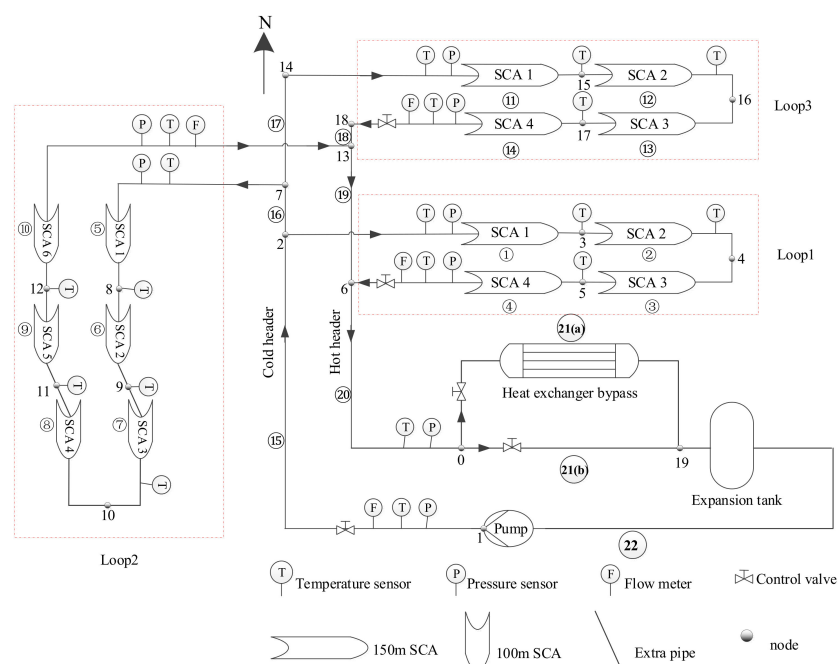 N
14
T
P
SCA 1
T
SCA 2
T
⑪
15
⑫
16
Loop3
⑰
18
F
T
P
SCA 4
T
SCA 3
⑱
13
⑭
17
⑬
P
T
F
P
T
7
⑲
⑯
2
T
P
SCA 1
T
SCA 2
T
①
3
②
4
Loop1
6
F
T
P
SCA 4
T
SCA 3
④
5
③
⑩
SCA 6
⑤
SCA 1
12
T
8
T
⑨
SCA 5
⑥
SCA 2
11
T
9
T
⑧
SCA 4
⑦
SCA 3
T
10
Loop2
Cold header
Hot header
⑮
⑳
21(a)
Heat exchanger bypass
T
P
0
21(b)
19
Expansion tank
F
T
P
1
Pump
22
T
Temperature sensor
P
Pressure sensor
F
Flow meter
Control valve
150m SCA
100m SCA
Extra pipe
node